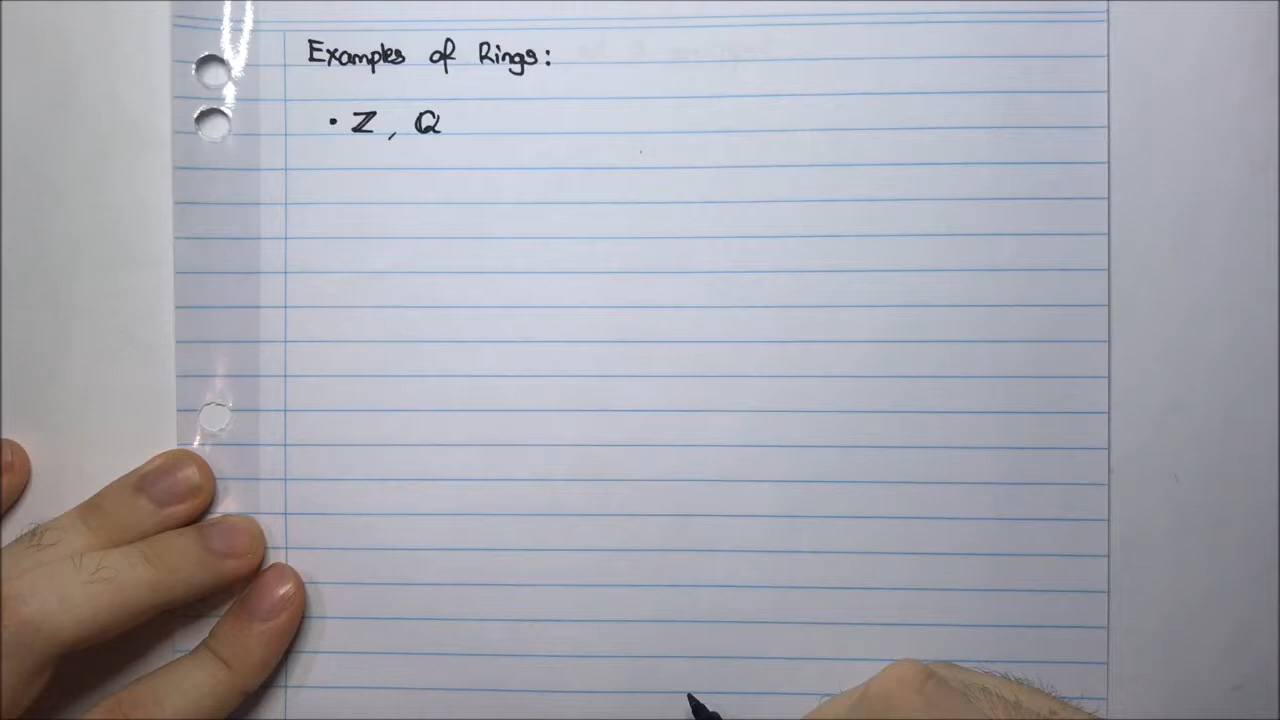 Examples of Rings:
• ℤ, ℚ